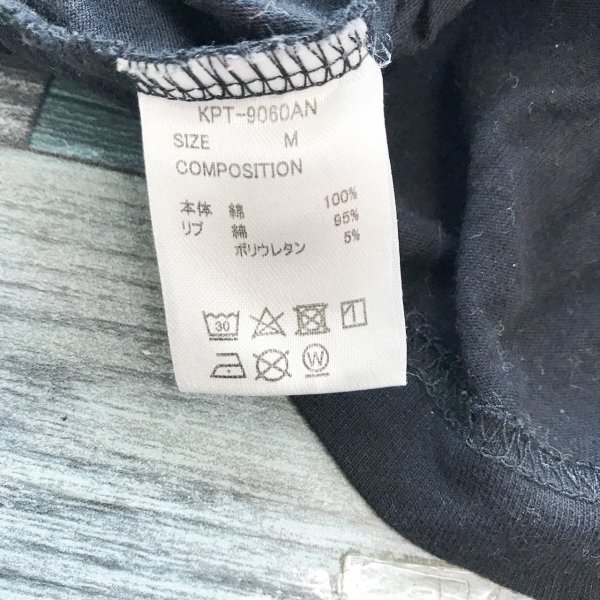 KPT-9060AN
SIZE M
COMPOSITION
本体 綿 100%
リブ 綿 95%
ポリウレタン 5%
30
W